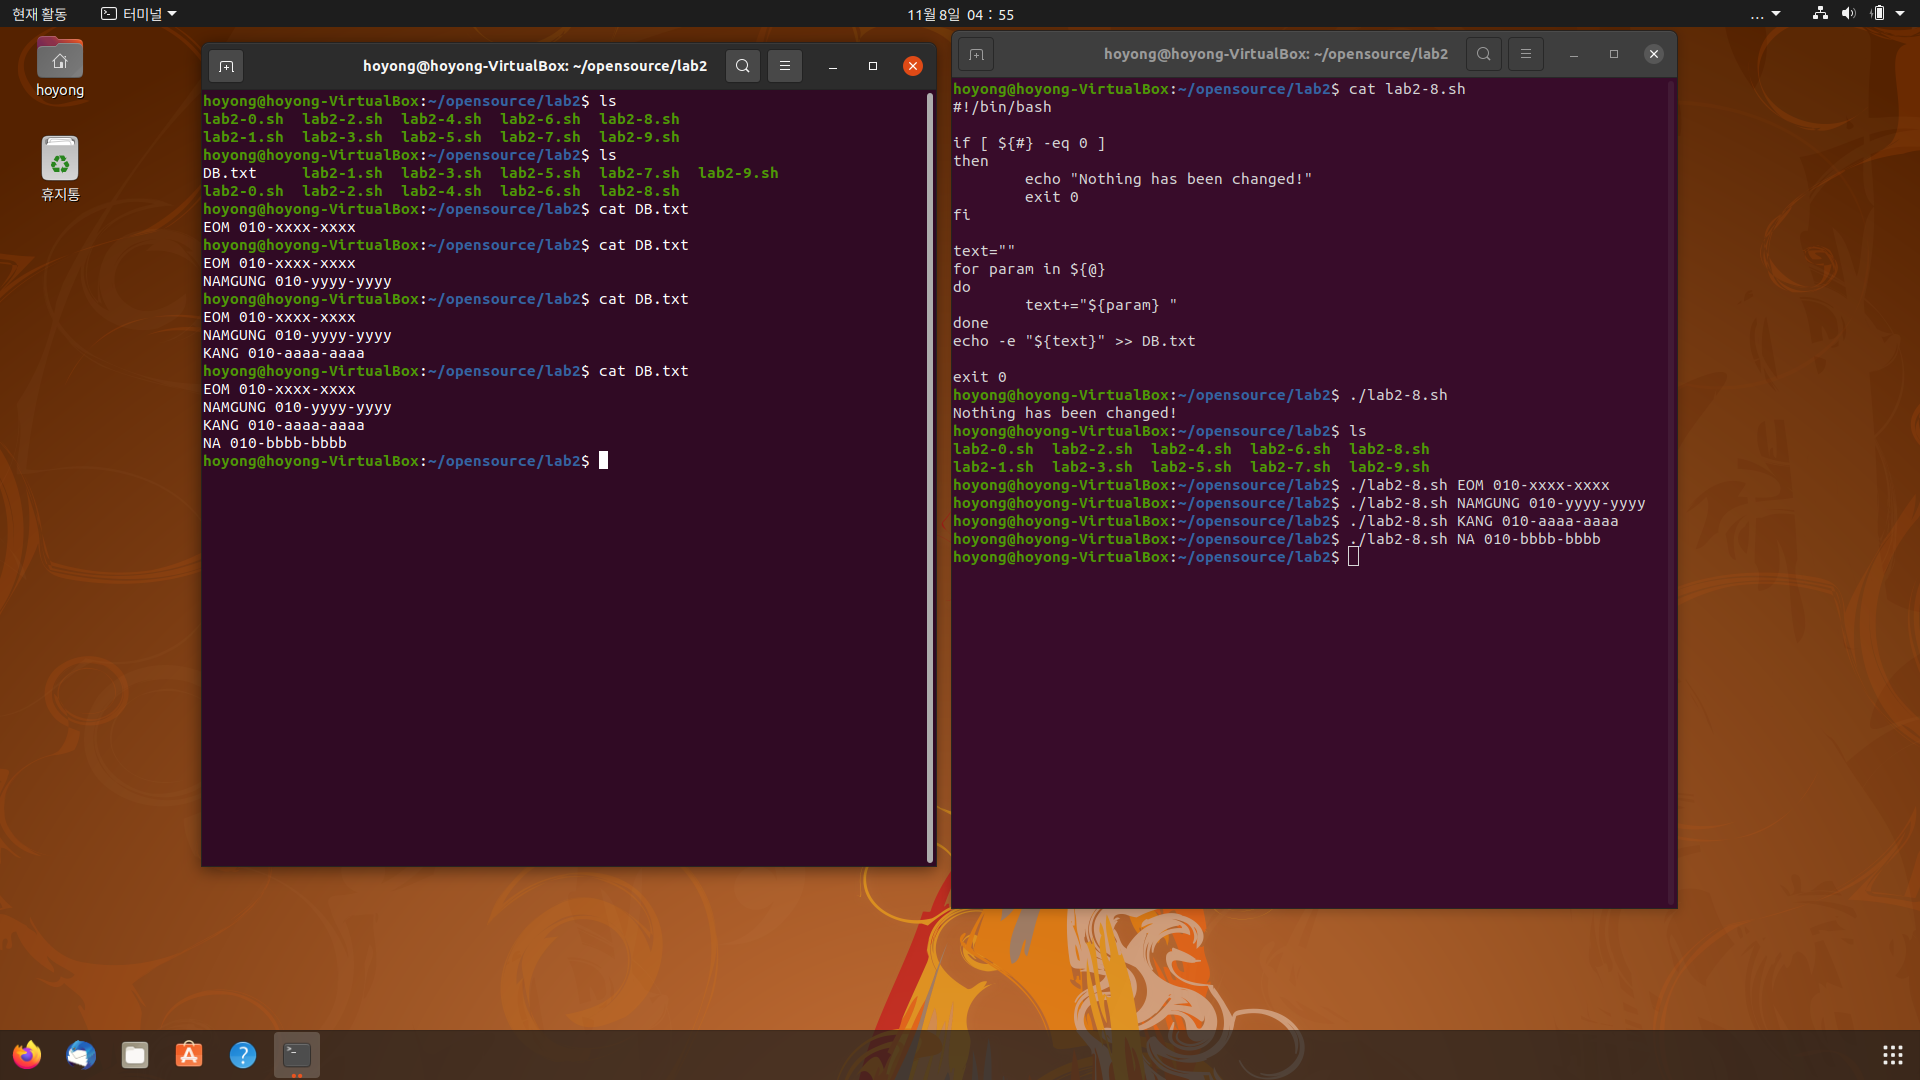 현재 활동 터미널 11월 8일 04 : 55 ...
hoyong
휴지통
hoyong@hoyong-VirtualBox: ~/opensource/lab2
hoyong@hoyong-VirtualBox:~/opensource/lab2$ ls
lab2-0.sh lab2-2.sh lab2-4.sh lab2-6.sh lab2-8.sh
lab2-1.sh lab2-3.sh lab2-5.sh lab2-7.sh lab2-9.sh
hoyong@hoyong-VirtualBox:~/opensource/lab2$ ls
DB.txt lab2-1.sh lab2-3.sh lab2-5.sh lab2-7.sh lab2-9.sh
lab2-0.sh lab2-2.sh lab2-4.sh lab2-6.sh lab2-8.sh
hoyong@hoyong-VirtualBox:~/opensource/lab2$ cat DB.txt
EOM 010-xxxx-xxxx
hoyong@hoyong-VirtualBox:~/opensource/lab2$ cat DB.txt
EOM 010-xxxx-xxxx
NAMGUNG 010-yyyy-yyyy
hoyong@hoyong-VirtualBox:~/opensource/lab2$ cat DB.txt
EOM 010-xxxx-xxxx
NAMGUNG 010-yyyy-yyyy
KANG 010-aaaa-aaaa
hoyong@hoyong-VirtualBox:~/opensource/lab2$ cat DB.txt
EOM 010-xxxx-xxxx
NAMGUNG 010-yyyy-yyyy
KANG 010-aaaa-aaaa
NA 010-bbbb-bbbb
hoyong@hoyong-VirtualBox:~/opensource/lab2$
hoyong@hoyong-VirtualBox: ~/opensource/lab2
hoyong@hoyong-VirtualBox:~/opensource/lab2$ cat lab2-8.sh
#!/bin/bash
if [ ${#} -eq 0 ]
then
echo "Nothing has been changed!"
exit 0
fi
text=""
for param in ${@}
do
text+="${param} "
done
echo -e "${text}" >> DB.txt
exit 0
hoyong@hoyong-VirtualBox:~/opensource/lab2$ ./lab2-8.sh
Nothing has been changed!
hoyong@hoyong-VirtualBox:~/opensource/lab2$ ls
lab2-0.sh lab2-2.sh lab2-4.sh lab2-6.sh lab2-8.sh
lab2-1.sh lab2-3.sh lab2-5.sh lab2-7.sh lab2-9.sh
hoyong@hoyong-VirtualBox:~/opensource/lab2$ ./lab2-8.sh EOM 010-xxxx-xxxx
hoyong@hoyong-VirtualBox:~/opensource/lab2$ ./lab2-8.sh NAMGUNG 010-yyyy-yyyy
hoyong@hoyong-VirtualBox:~/opensource/lab2$ ./lab2-8.sh KANG 010-aaaa-aaaa
hoyong@hoyong-VirtualBox:~/opensource/lab2$ ./lab2-8.sh NA 010-bbbb-bbbb
hoyong@hoyong-VirtualBox:~/opensource/lab2$